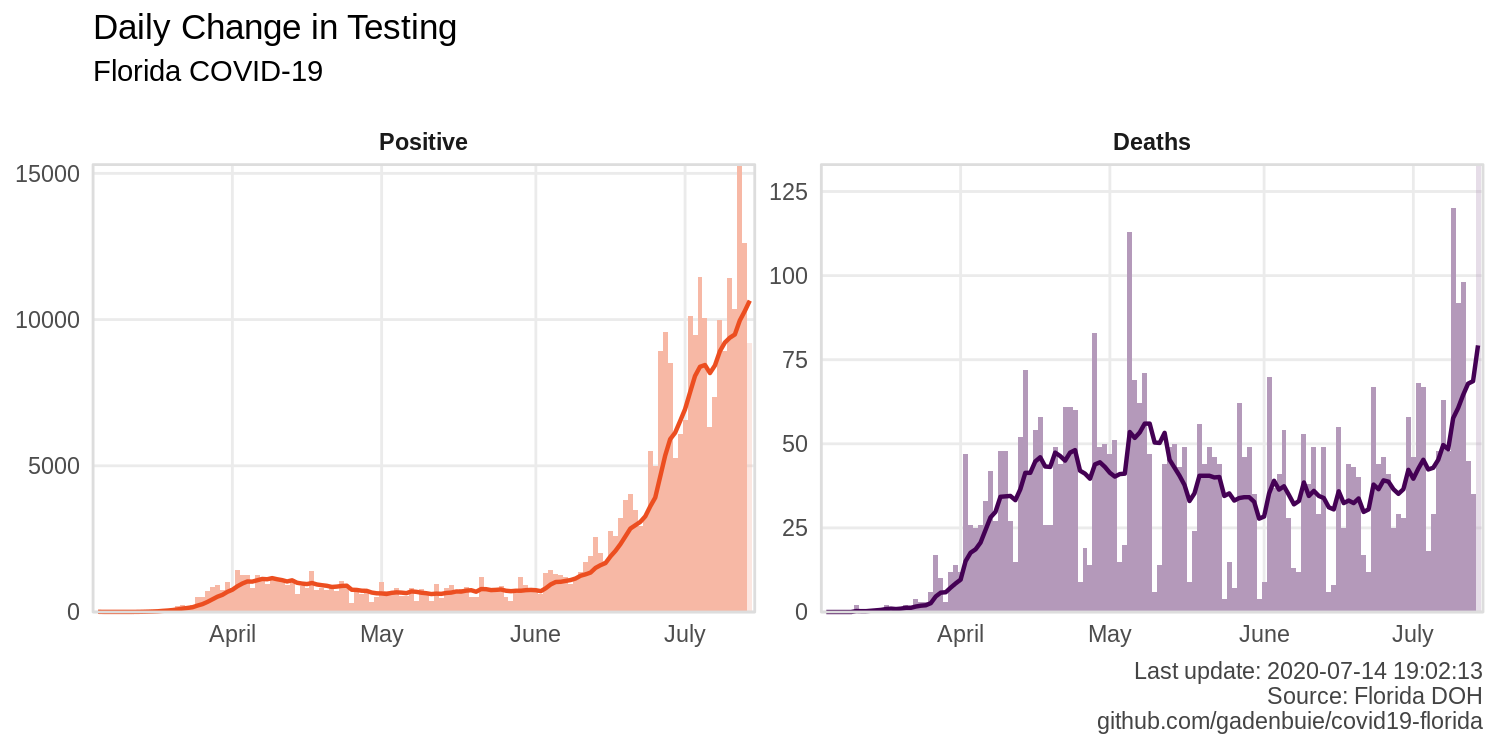 Daily Change in Testing
Florida COVID-19
Positive
15000
10000
5000
0
April May June July
Deaths
125
100
75
50
25
0
April May June July
Last update: 2020-07-14 19:02:13
Source: Florida DOH
github.com/gadenbuie/covid19-florida